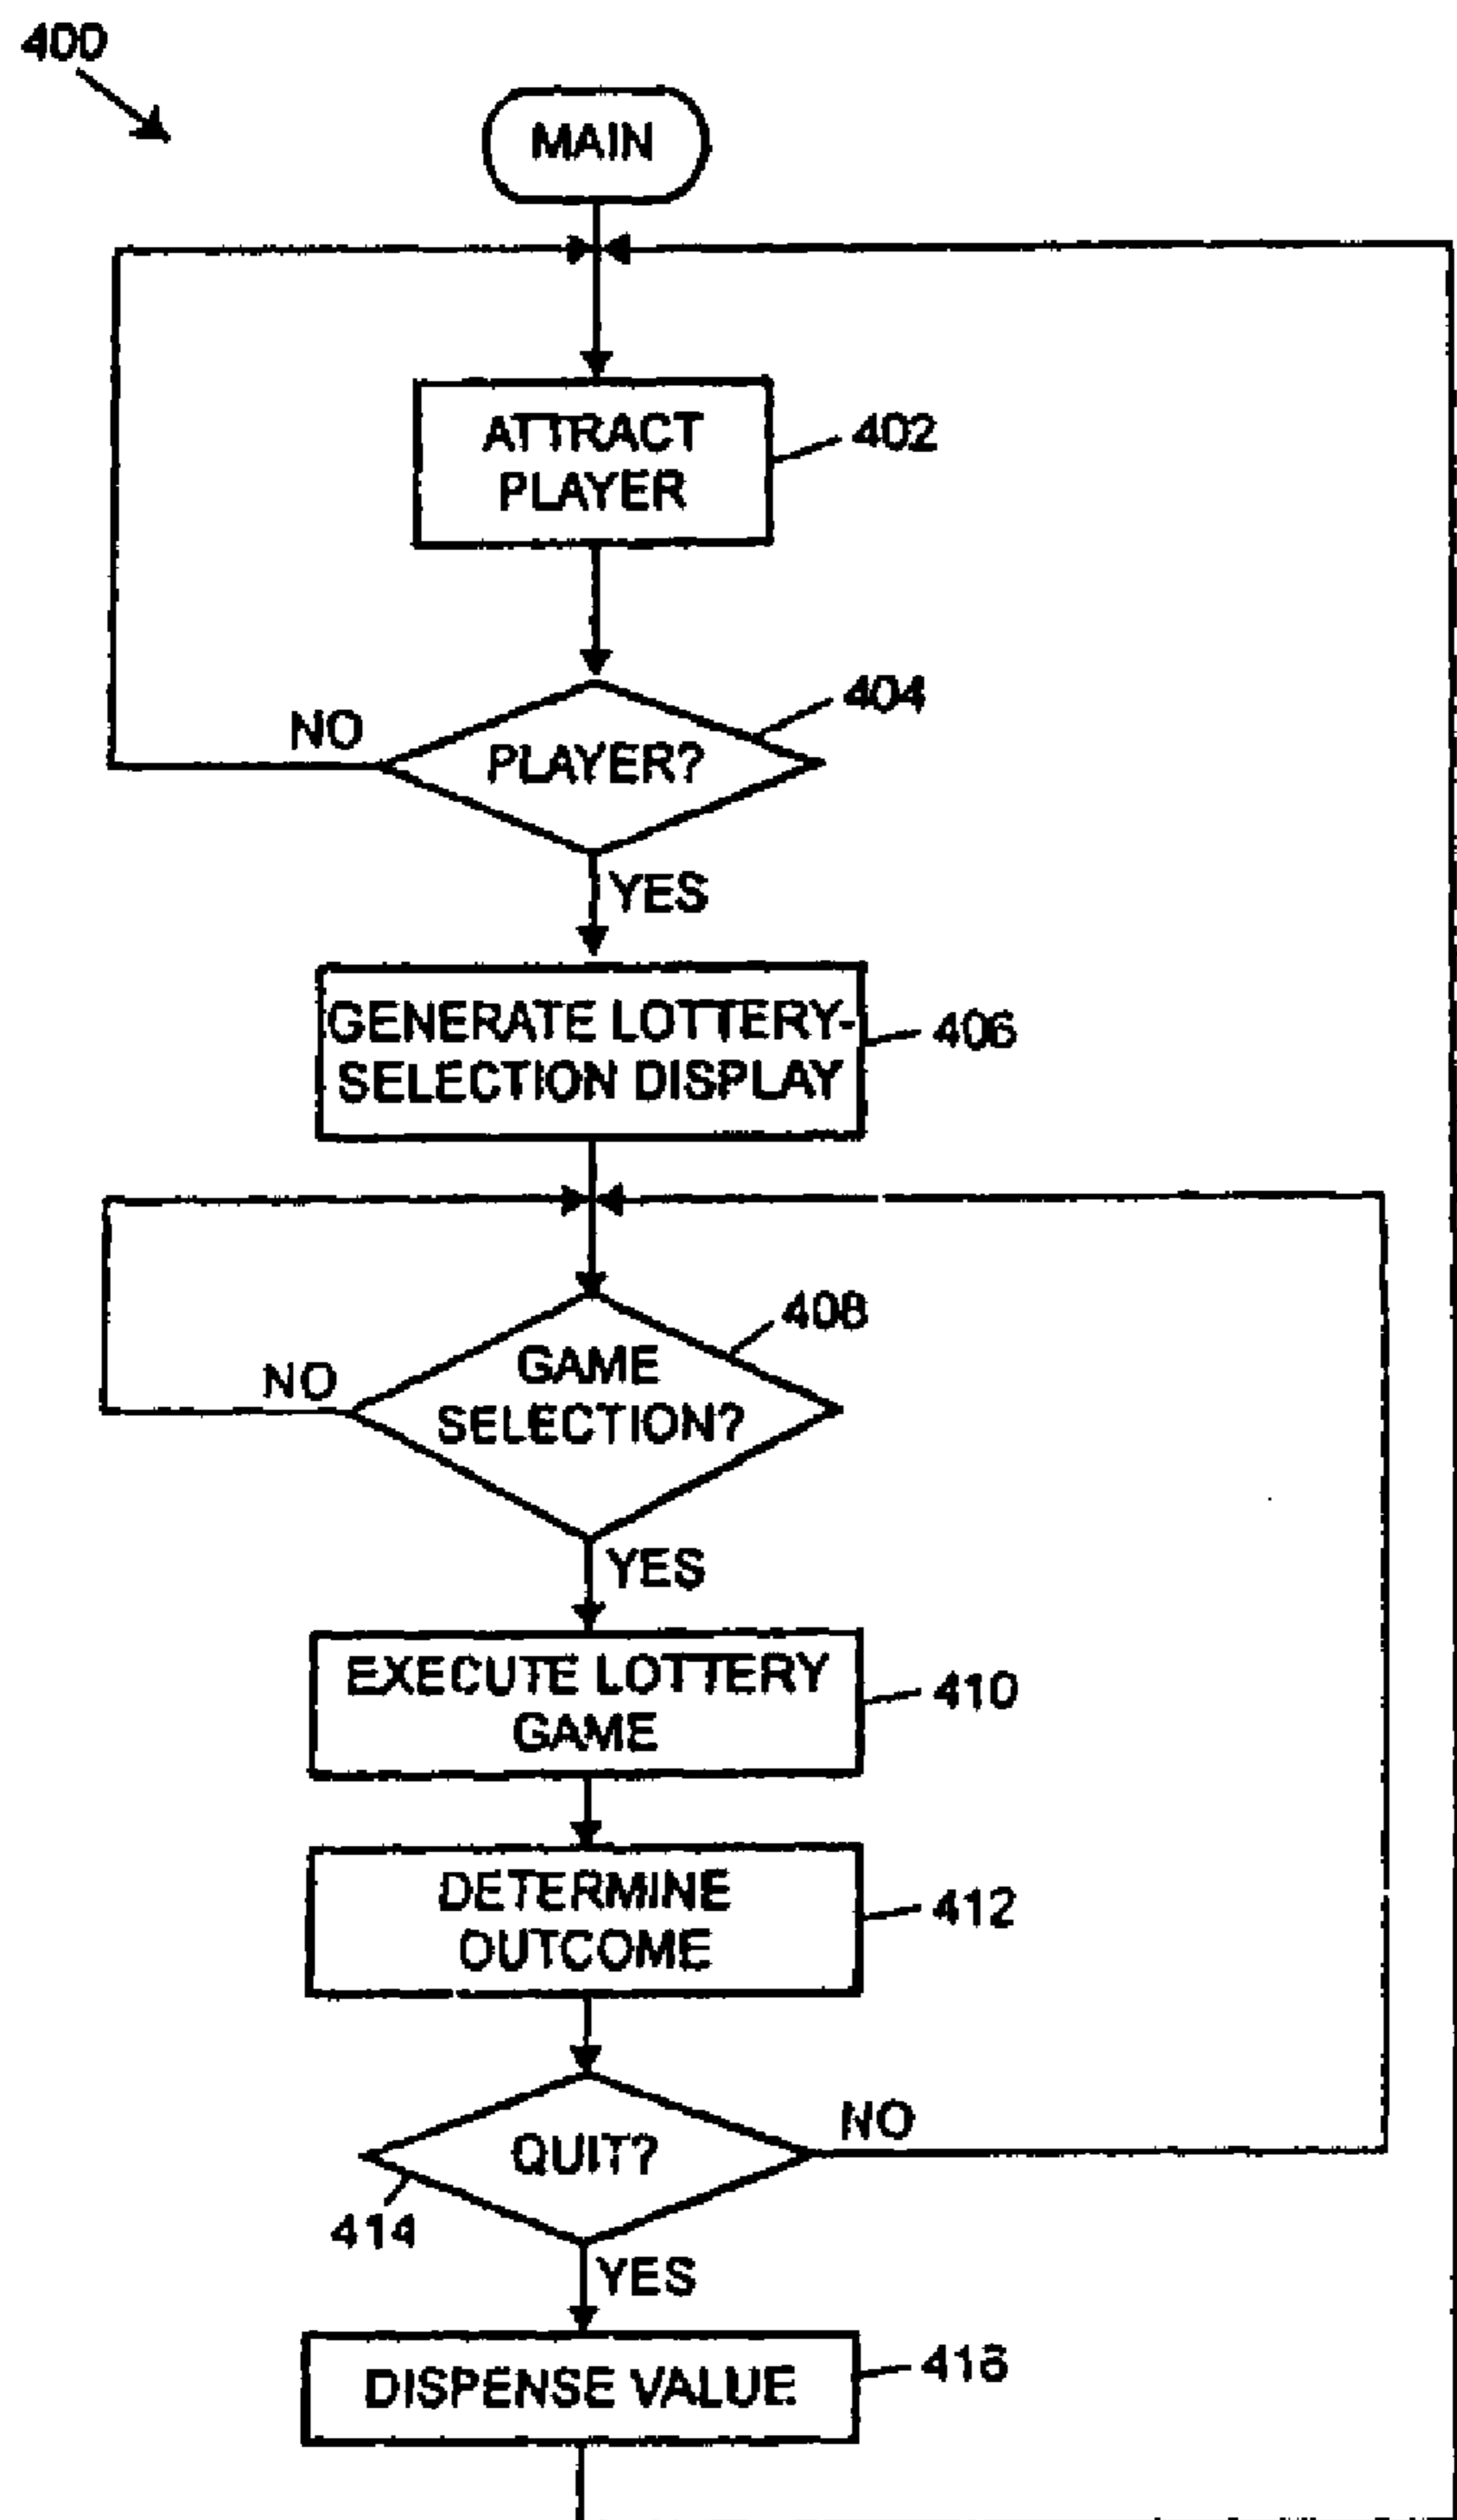 400
MAIN
ATTRACT
PLAYER
402
404
NO
PLAYER?
YES
GENERATE LOTTERY-
SELECTION DISPLAY
406
408
GAME
SELECTION?
NO
YES
EXECUTE LOTTERY
GAME
410
DETERMINE
OUTCOME
412
NO
QUIT?
414
YES
DISPENSE VALUE
416